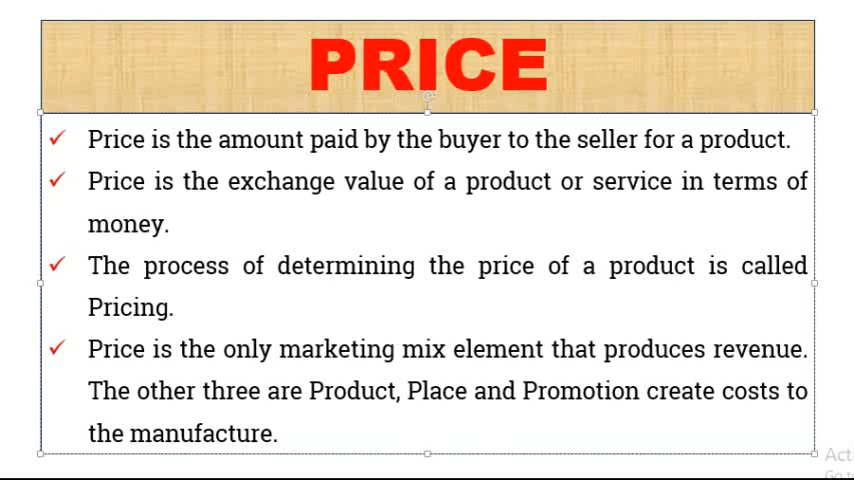 PRICE
Price is the amount paid by the buyer to the seller for a product.
Price is the exchange value of a product or service in terms of
money.
The process of determining the price of a product is called
Pricing.
Price is the only marketing mix element that produces revenue.
The other three are Product, Place and Promotion create costs to
the manufacture.
Act